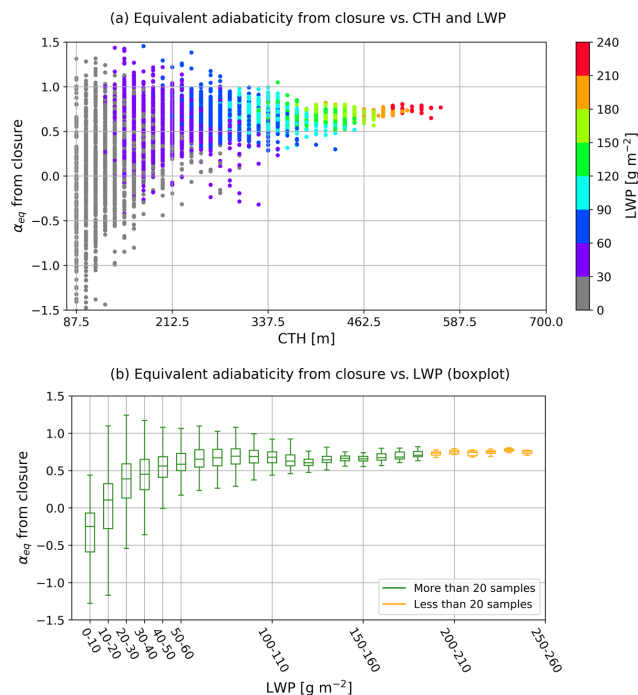 (a) Equivalent adiabaticity from closure vs. CTH and LWP
1.5
1.0
0.5
0.0
−0.5
−1.0
−1.5
α_eq from closure
87.5 212.5 337.5 462.5 587.5 700.0
CTH [m]
240
210
180
150
120
90
60
30
0
LWP [g m⁻²]
(b) Equivalent adiabaticity from closure vs. LWP (boxplot)
1.5
1.0
0.5
0.0
−0.5
−1.0
−1.5
α_eq from closure
More than 20 samples
Less than 20 samples
0-10 10-20 20-30 30-40 40-50 50-60 100-110 150-160 200-210 250-260
LWP [g m⁻²]